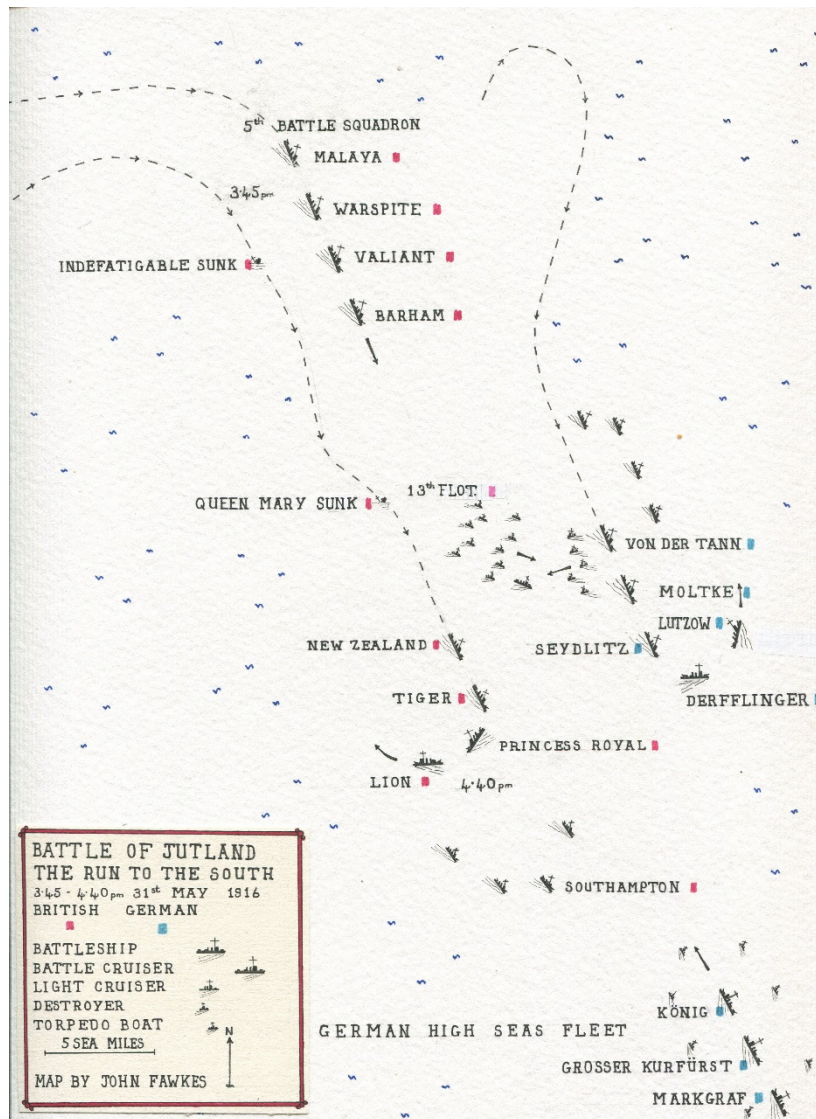 5th BATTLE SQUADRON
MALAYA
3·45pm
WARSPITE
INDEFATIGABLE SUNK
VALIANT
BARHAM
13th FLOT.
QUEEN MARY SUNK
VON DER TANN
MOLTKE
LUTZOW
NEW ZEALAND
SEYDLITZ
TIGER
DERFFLINGER
PRINCESS ROYAL
LION
4·40pm
SOUTHAMPTON
BATTLE OF JUTLAND
THE RUN TO THE SOUTH
3·45 - 4·40pm 31st MAY 1916
BRITISH GERMAN
BATTLESHIP
BATTLE CRUISER
LIGHT CRUISER
DESTROYER
TORPEDO BOAT
N
5 SEA MILES
MAP BY JOHN FAWKES
KÖNIG
GERMAN HIGH SEAS FLEET
GROSSER KURFÜRST
MARKGRAF